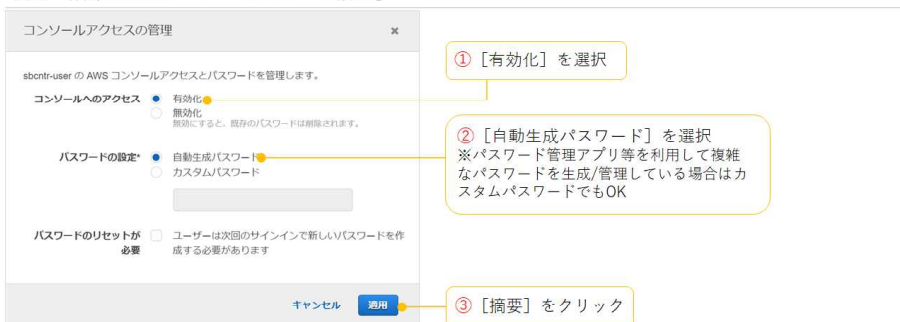 コンソールアクセスの管理
×
sbcntr-user の AWS コンソールアクセスとパスワードを管理します。
コンソールへのアクセス
有効化
無効化
無効にすると、既存のパスワードは削除されます。
パスワードの設定*
自動生成パスワード
カスタムパスワード
パスワードのリセットが
必要
ユーザーは次回のサインインで新しいパスワードを作
成する必要があります
キャンセル
適用
① [有効化] を選択
② [自動生成パスワード] を選択
※パスワード管理アプリ等を利用して複雑
なパスワードを生成/管理している場合はカ
スタムパスワードでもOK
③ [摘要] をクリック